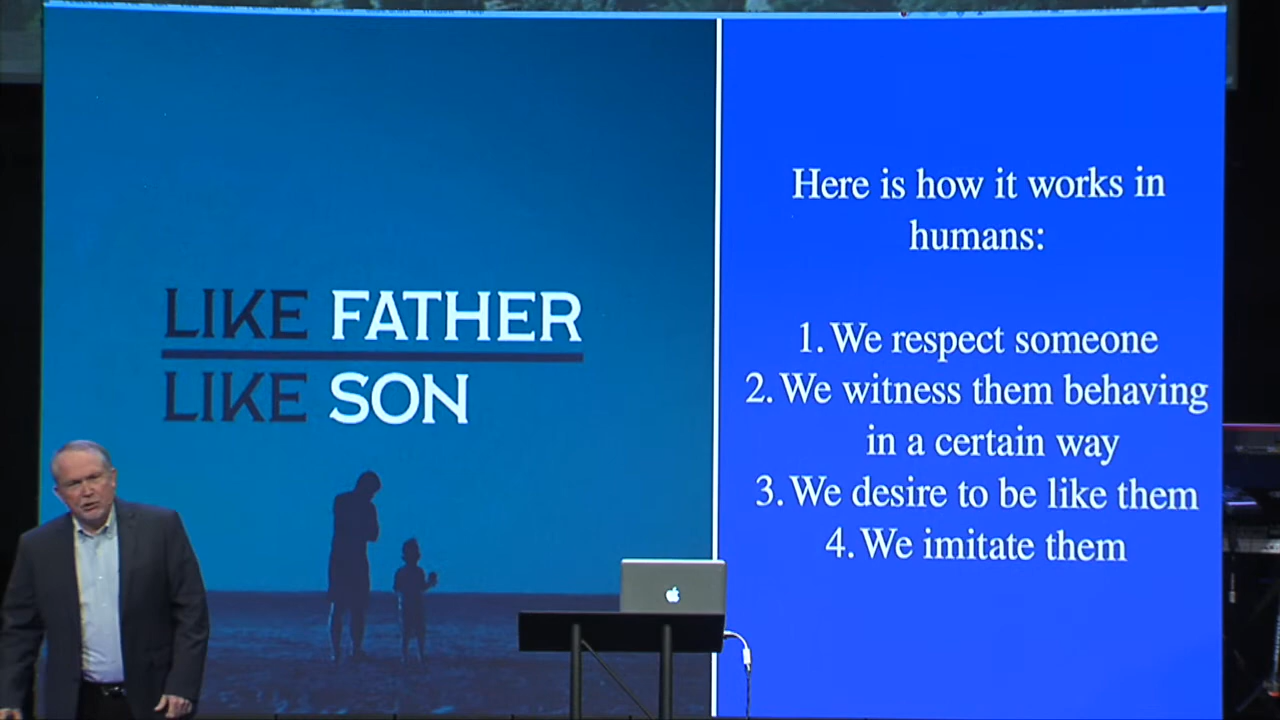 LIKE FATHER
LIKE SON
Here is how it works in
humans:
1. We respect someone
2. We witness them behaving
in a certain way
3. We desire to be like them
4. We imitate them